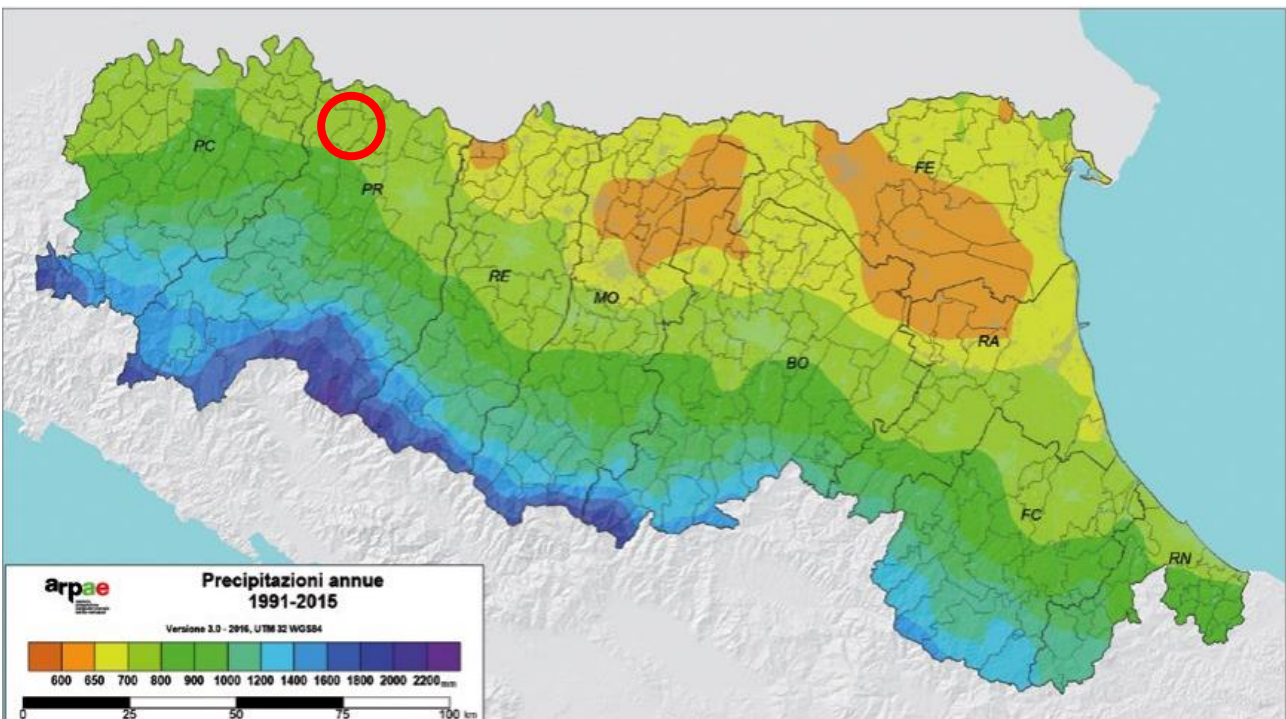 PC
PR
RE
MO
BO
FE
RA
FC
RN
arpae
Precipitazioni annue
1991-2015
Versione 3.0 - 2016, UTM 32 WGS84
600 650 700 800 900 1000 1200 1400 1600 1800 2000 2200 mm
0 25 50 75 100 km